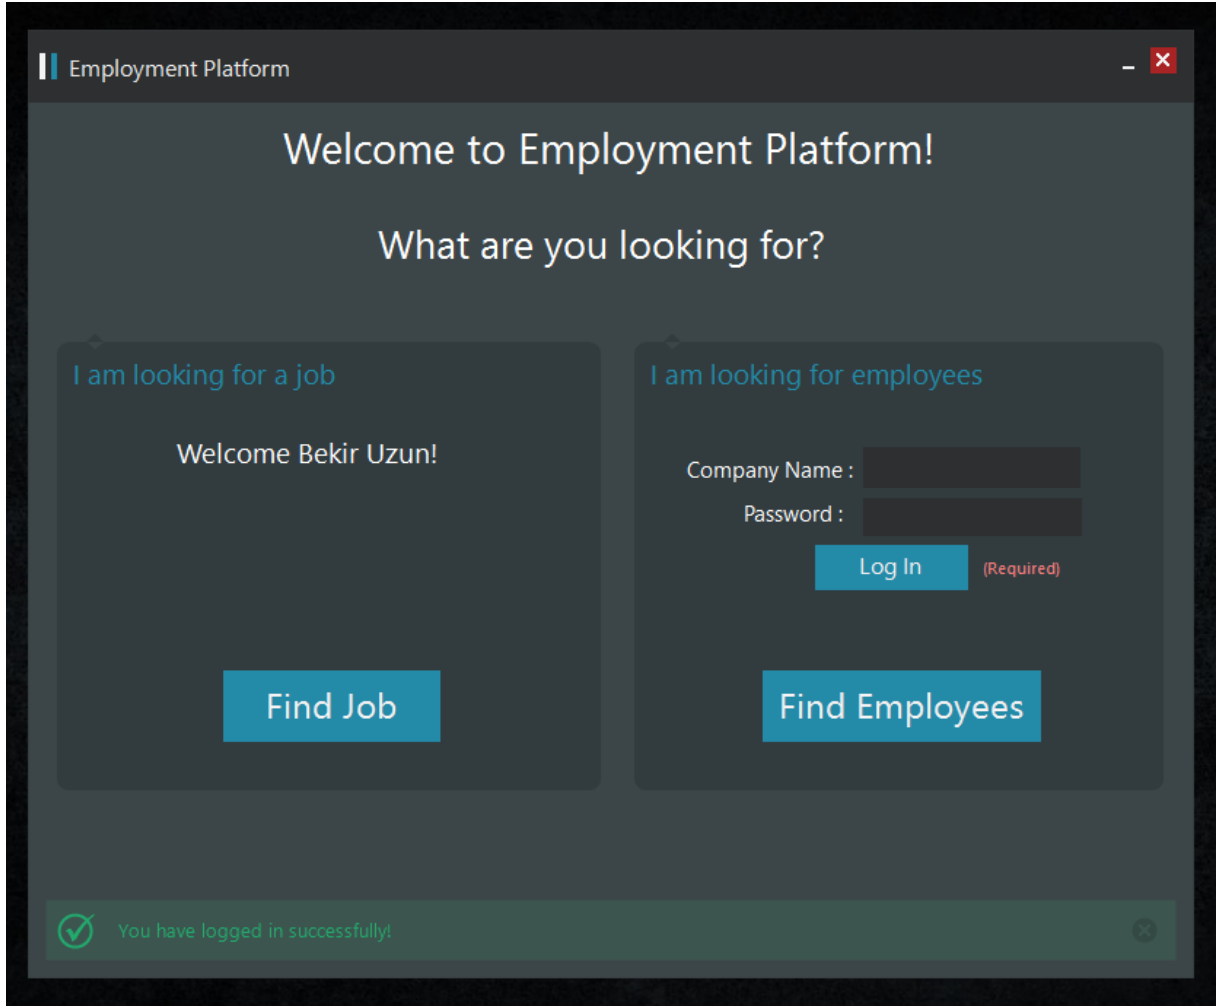 Employment Platform
Welcome to Employment Platform!
What are you looking for?
I am looking for a job
Welcome Bekir Uzun!
Find Job
I am looking for employees
Company Name :
Password :
Log In (Required)
Find Employees
You have logged in successfully!